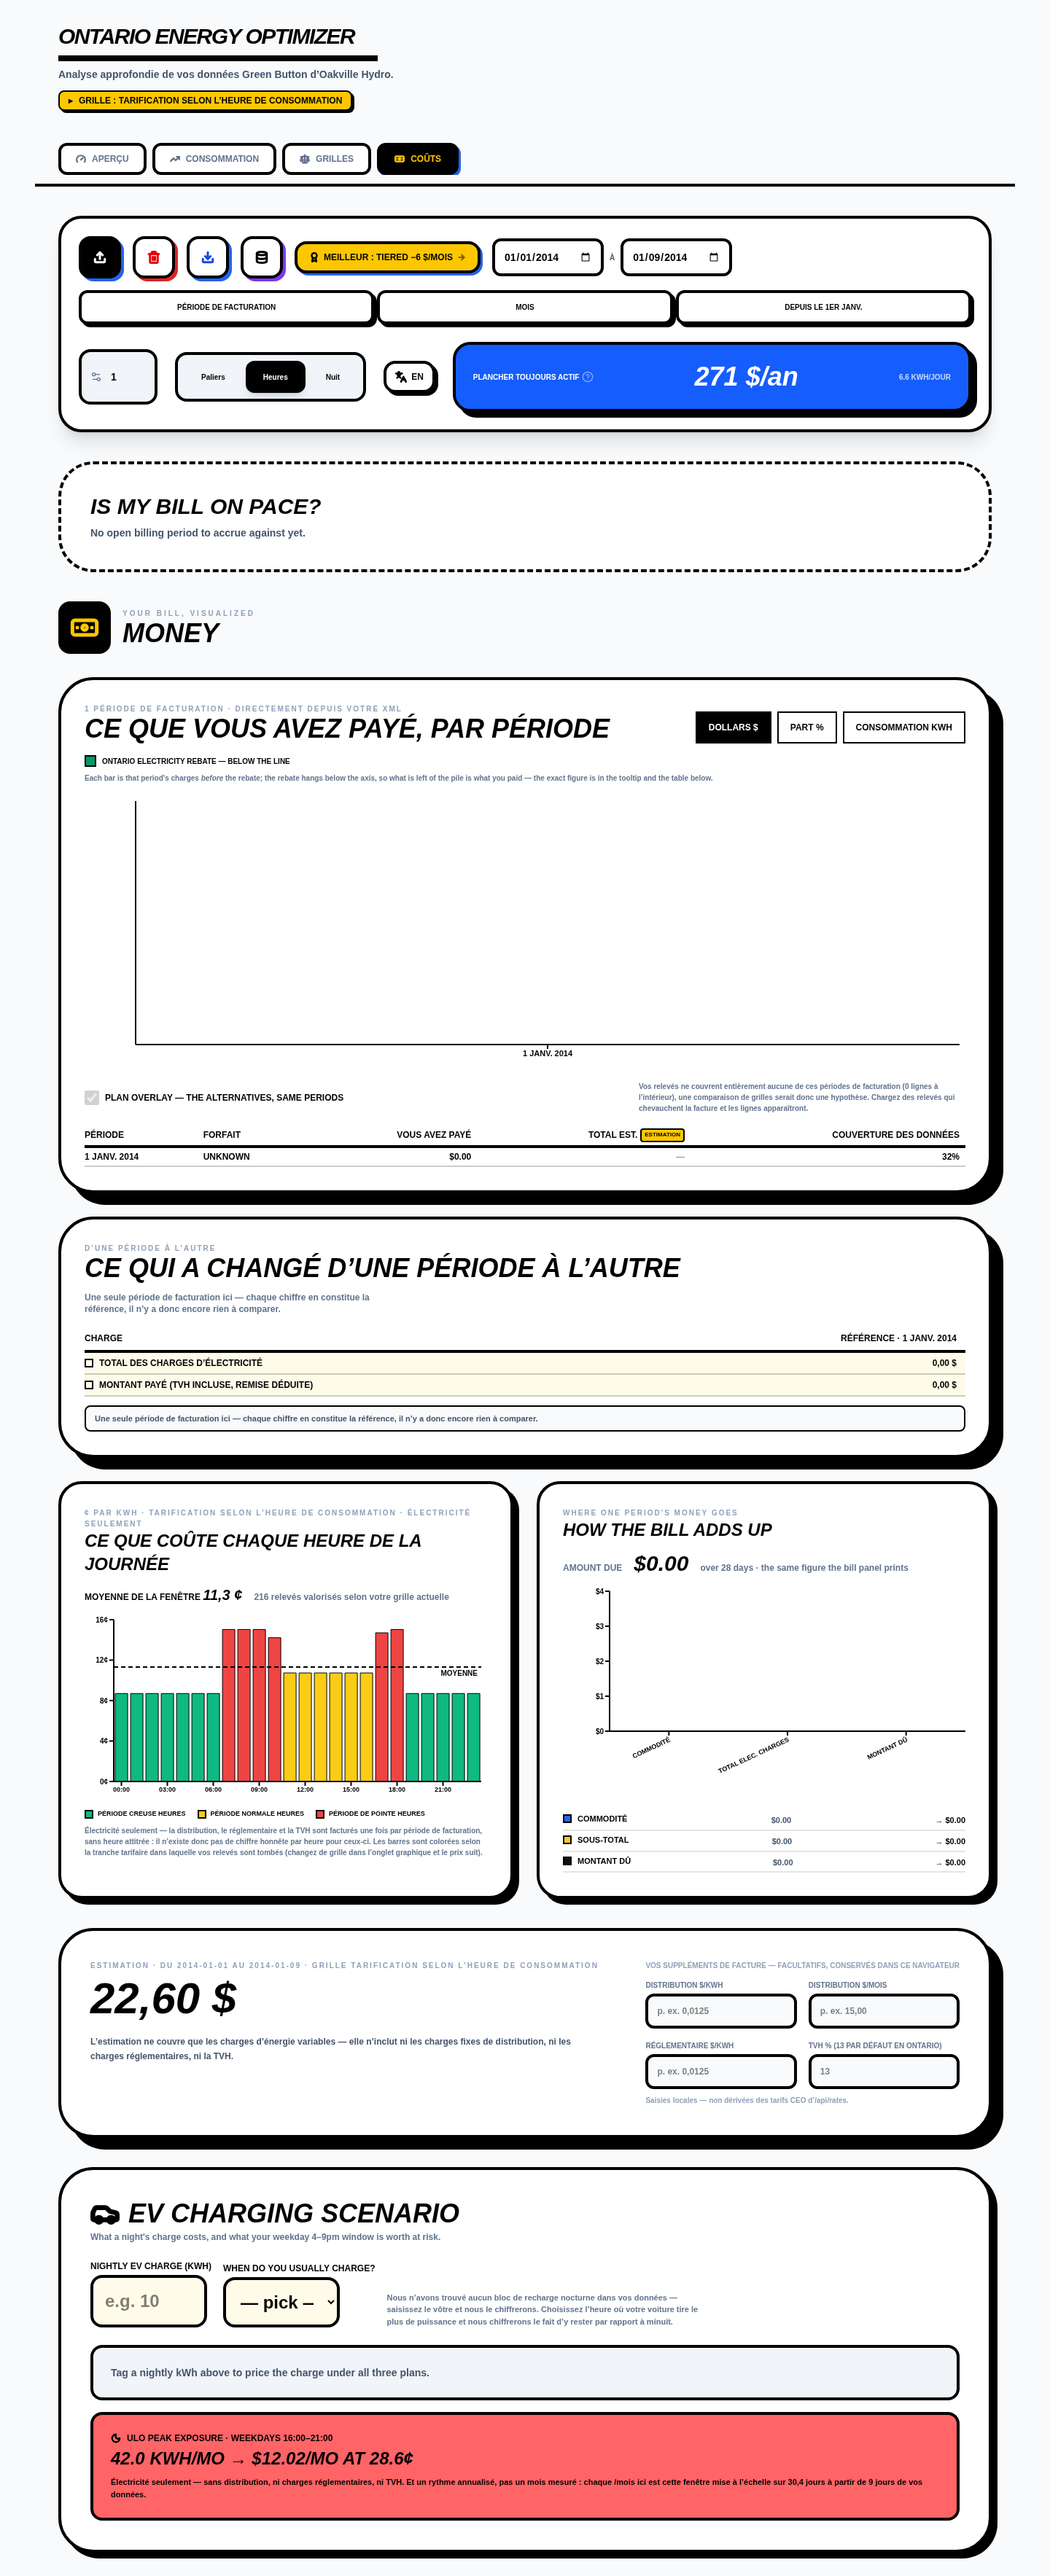 ONTARIO ENERGY OPTIMIZER
Analyse approfondie de vos données Green Button d’Oakville Hydro.
▸ GRILLE : TARIFICATION SELON L’HEURE DE CONSOMMATION
APERÇU
CONSOMMATION
GRILLES
COÛTS
MEILLEUR : TIERED −6 $/MOIS →
01/01/2014
À
01/09/2014
PÉRIODE DE FACTURATION
MOIS
DEPUIS LE 1ER JANV.
1
Paliers
Heures
Nuit
EN
PLANCHER TOUJOURS ACTIF ?
271 $/an
6.6 KWH/JOUR
IS MY BILL ON PACE?
No open billing period to accrue against yet.
YOUR BILL, VISUALIZED
MONEY
1 PÉRIODE DE FACTURATION · DIRECTEMENT DEPUIS VOTRE XML
CE QUE VOUS AVEZ PAYÉ, PAR PÉRIODE
DOLLARS $
PART %
CONSOMMATION KWH
ONTARIO ELECTRICITY REBATE — BELOW THE LINE
Each bar is that period's charges before the rebate; the rebate hangs below the axis, so what is left of the pile is what you paid — the exact figure is in the tooltip and the table below.
1 JANV. 2014
PLAN OVERLAY — THE ALTERNATIVES, SAME PERIODS
Vos relevés ne couvrent entièrement aucune de ces périodes de facturation (0 lignes à
l’intérieur), une comparaison de grilles serait donc une hypothèse. Chargez des relevés qui
chevauchent la facture et les lignes apparaîtront.
PÉRIODE FORFAIT VOUS AVEZ PAYÉ TOTAL EST. ESTIMATION COUVERTURE DES DONNÉES
1 JANV. 2014 UNKNOWN $0.00 — 32%
D’UNE PÉRIODE À L’AUTRE
CE QUI A CHANGÉ D’UNE PÉRIODE À L’AUTRE
Une seule période de facturation ici — chaque chiffre en constitue la
référence, il n’y a donc encore rien à comparer.
CHARGE RÉFÉRENCE · 1 JANV. 2014
TOTAL DES CHARGES D’ÉLECTRICITÉ 0,00 $
MONTANT PAYÉ (TVH INCLUSE, REMISE DÉDUITE) 0,00 $
Une seule période de facturation ici — chaque chiffre en constitue la référence, il n’y a donc encore rien à comparer.
¢ PAR KWH · TARIFICATION SELON L’HEURE DE CONSOMMATION · ÉLECTRICITÉ
SEULEMENT
CE QUE COÛTE CHAQUE HEURE DE LA
JOURNÉE
MOYENNE DE LA FENÊTRE 11,3 ¢ 216 relevés valorisés selon votre grille actuelle
16¢
12¢
8¢
4¢
0¢
MOYENNE
00:00 03:00 06:00 09:00 12:00 15:00 18:00 21:00
PÉRIODE CREUSE HEURES
PÉRIODE NORMALE HEURES
PÉRIODE DE POINTE HEURES
Électricité seulement — la distribution, le réglementaire et la TVH sont facturés une fois par période de facturation,
sans heure attitrée : il n’existe donc pas de chiffre honnête par heure pour ceux-ci. Les barres sont colorées selon
la tranche tarifaire dans laquelle vos relevés sont tombés (changez de grille dans l’onglet graphique et le prix suit).
WHERE ONE PERIOD'S MONEY GOES
HOW THE BILL ADDS UP
AMOUNT DUE $0.00 over 28 days · the same figure the bill panel prints
$4
$3
$2
$1
$0
COMMODITÉ
TOTAL ELEC. CHARGES
MONTANT DÛ
COMMODITÉ $0.00 → $0.00
SOUS-TOTAL $0.00 → $0.00
MONTANT DÛ $0.00 → $0.00
ESTIMATION · DU 2014-01-01 AU 2014-01-09 · GRILLE TARIFICATION SELON L’HEURE DE CONSOMMATION
22,60 $
L’estimation ne couvre que les charges d’énergie variables — elle n’inclut ni les charges fixes de distribution, ni les
charges réglementaires, ni la TVH.
VOS SUPPLÉMENTS DE FACTURE — FACULTATIFS, CONSERVÉS DANS CE NAVIGATEUR
DISTRIBUTION $/KWH
DISTRIBUTION $/MOIS
p. ex. 0,0125
p. ex. 15,00
RÉGLEMENTAIRE $/KWH
TVH % (13 PAR DÉFAUT EN ONTARIO)
p. ex. 0,0125
13
Saisies locales — non dérivées des tarifs CEO d’/api/rates.
EV CHARGING SCENARIO
What a night's charge costs, and what your weekday 4–9pm window is worth at risk.
NIGHTLY EV CHARGE (KWH)
WHEN DO YOU USUALLY CHARGE?
e.g. 10
— pick —
Nous n’avons trouvé aucun bloc de recharge nocturne dans vos données —
saisissez le vôtre et nous le chiffrerons. Choisissez l’heure où votre voiture tire le
plus de puissance et nous chiffrerons le fait d’y rester par rapport à minuit.
Tag a nightly kWh above to price the charge under all three plans.
ULO PEAK EXPOSURE · WEEKDAYS 16:00–21:00
42.0 KWH/MO → $12.02/MO AT 28.6¢
Électricité seulement — sans distribution, ni charges réglementaires, ni TVH. Et un rythme annualisé, pas un mois mesuré : chaque /mois ici est cette fenêtre mise à l’échelle sur 30,4 jours à partir de 9 jours de vos
données.